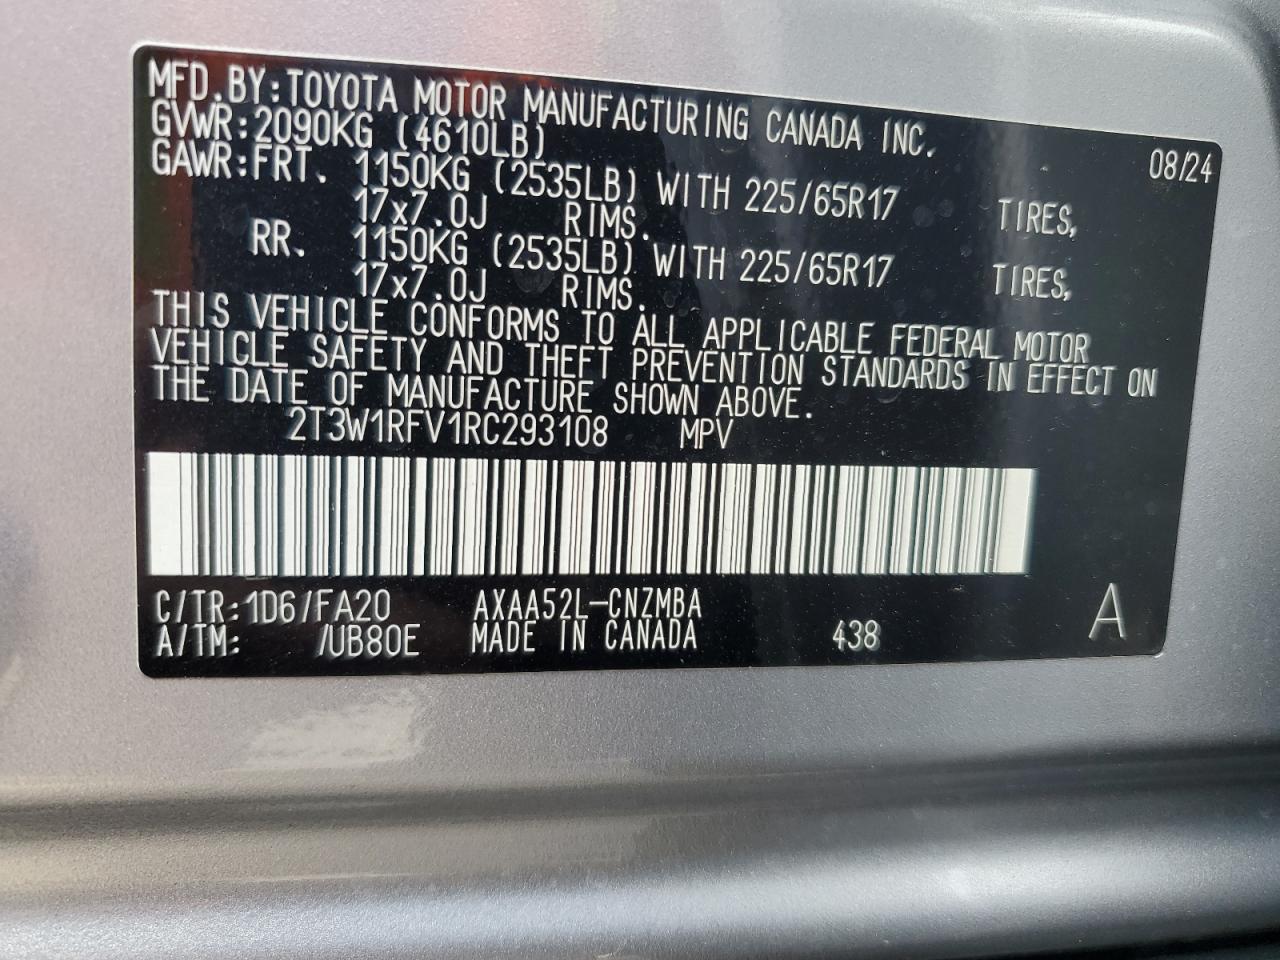 MFD.BY:TOYOTA MOTOR MANUFACTURING CANADA INC.
08/24
GVWR:2090KG (4610LB)
GAWR:FRT. 1150KG (2535LB) WITH 225/65R17 TIRES,
17x7.0J RIMS.
RR. 1150KG (2535LB) WITH 225/65R17 TIRES,
17x7.0J RIMS.
THIS VEHICLE CONFORMS TO ALL APPLICABLE FEDERAL MOTOR
VEHICLE SAFETY AND THEFT PREVENTION STANDARDS IN EFFECT ON
THE DATE OF MANUFACTURE SHOWN ABOVE.
2T3W1RFV1RC293108 MPV
C/TR:1D6/FA20 AXAA52L-CNZMBA
A/TM: /UB80E MADE IN CANADA 438 A